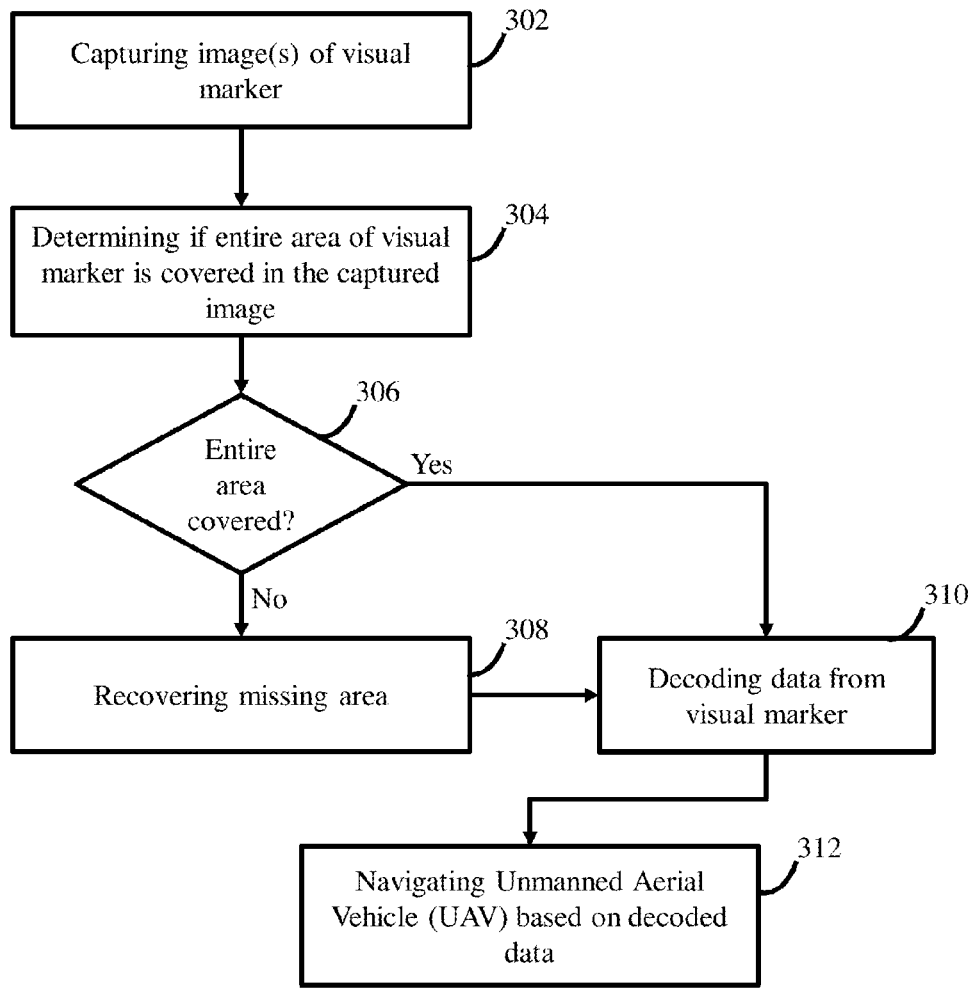 302
Capturing image(s) of visual
marker
304
Determining if entire area of visual
marker is covered in the captured
image
306
Entire
area
covered?
Yes
No
308
Recovering missing area
310
Decoding data from
visual marker
312
Navigating Unmanned Aerial
Vehicle (UAV) based on decoded
data